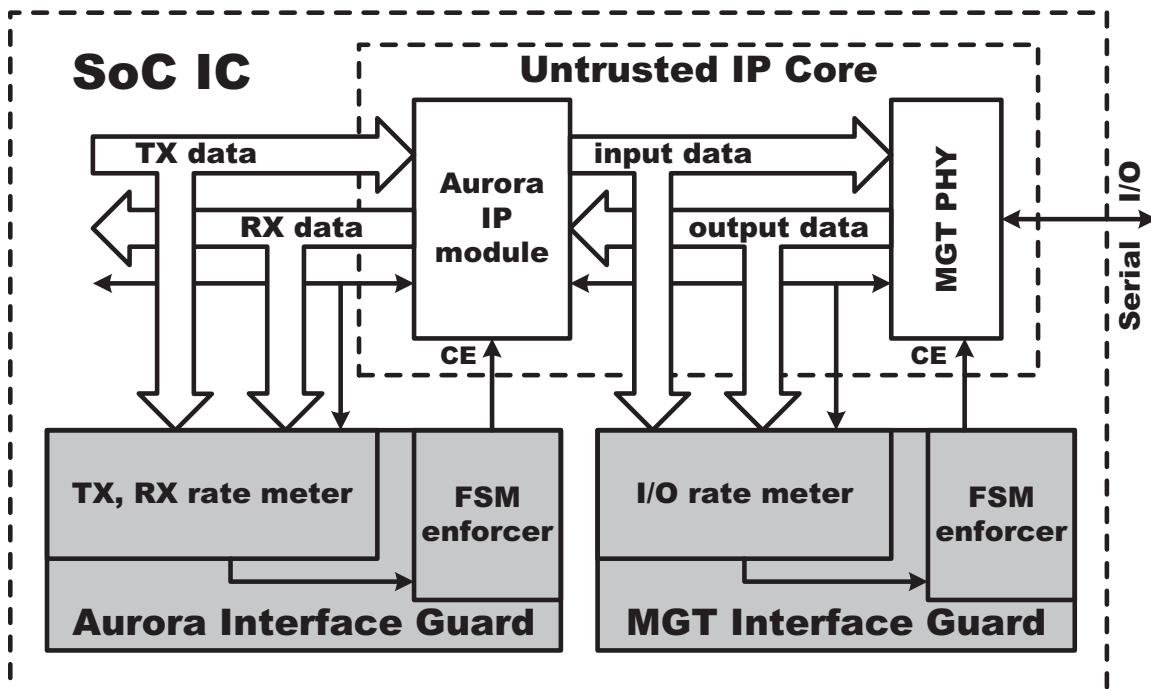 SoC IC
Untrusted IP Core
TX data
RX data
Aurora
IP
module
input data
output data
MGT PHY
Serial I/O
CE
CE
TX, RX rate meter
FSM
enforcer
Aurora Interface Guard
I/O rate meter
FSM
enforcer
MGT Interface Guard